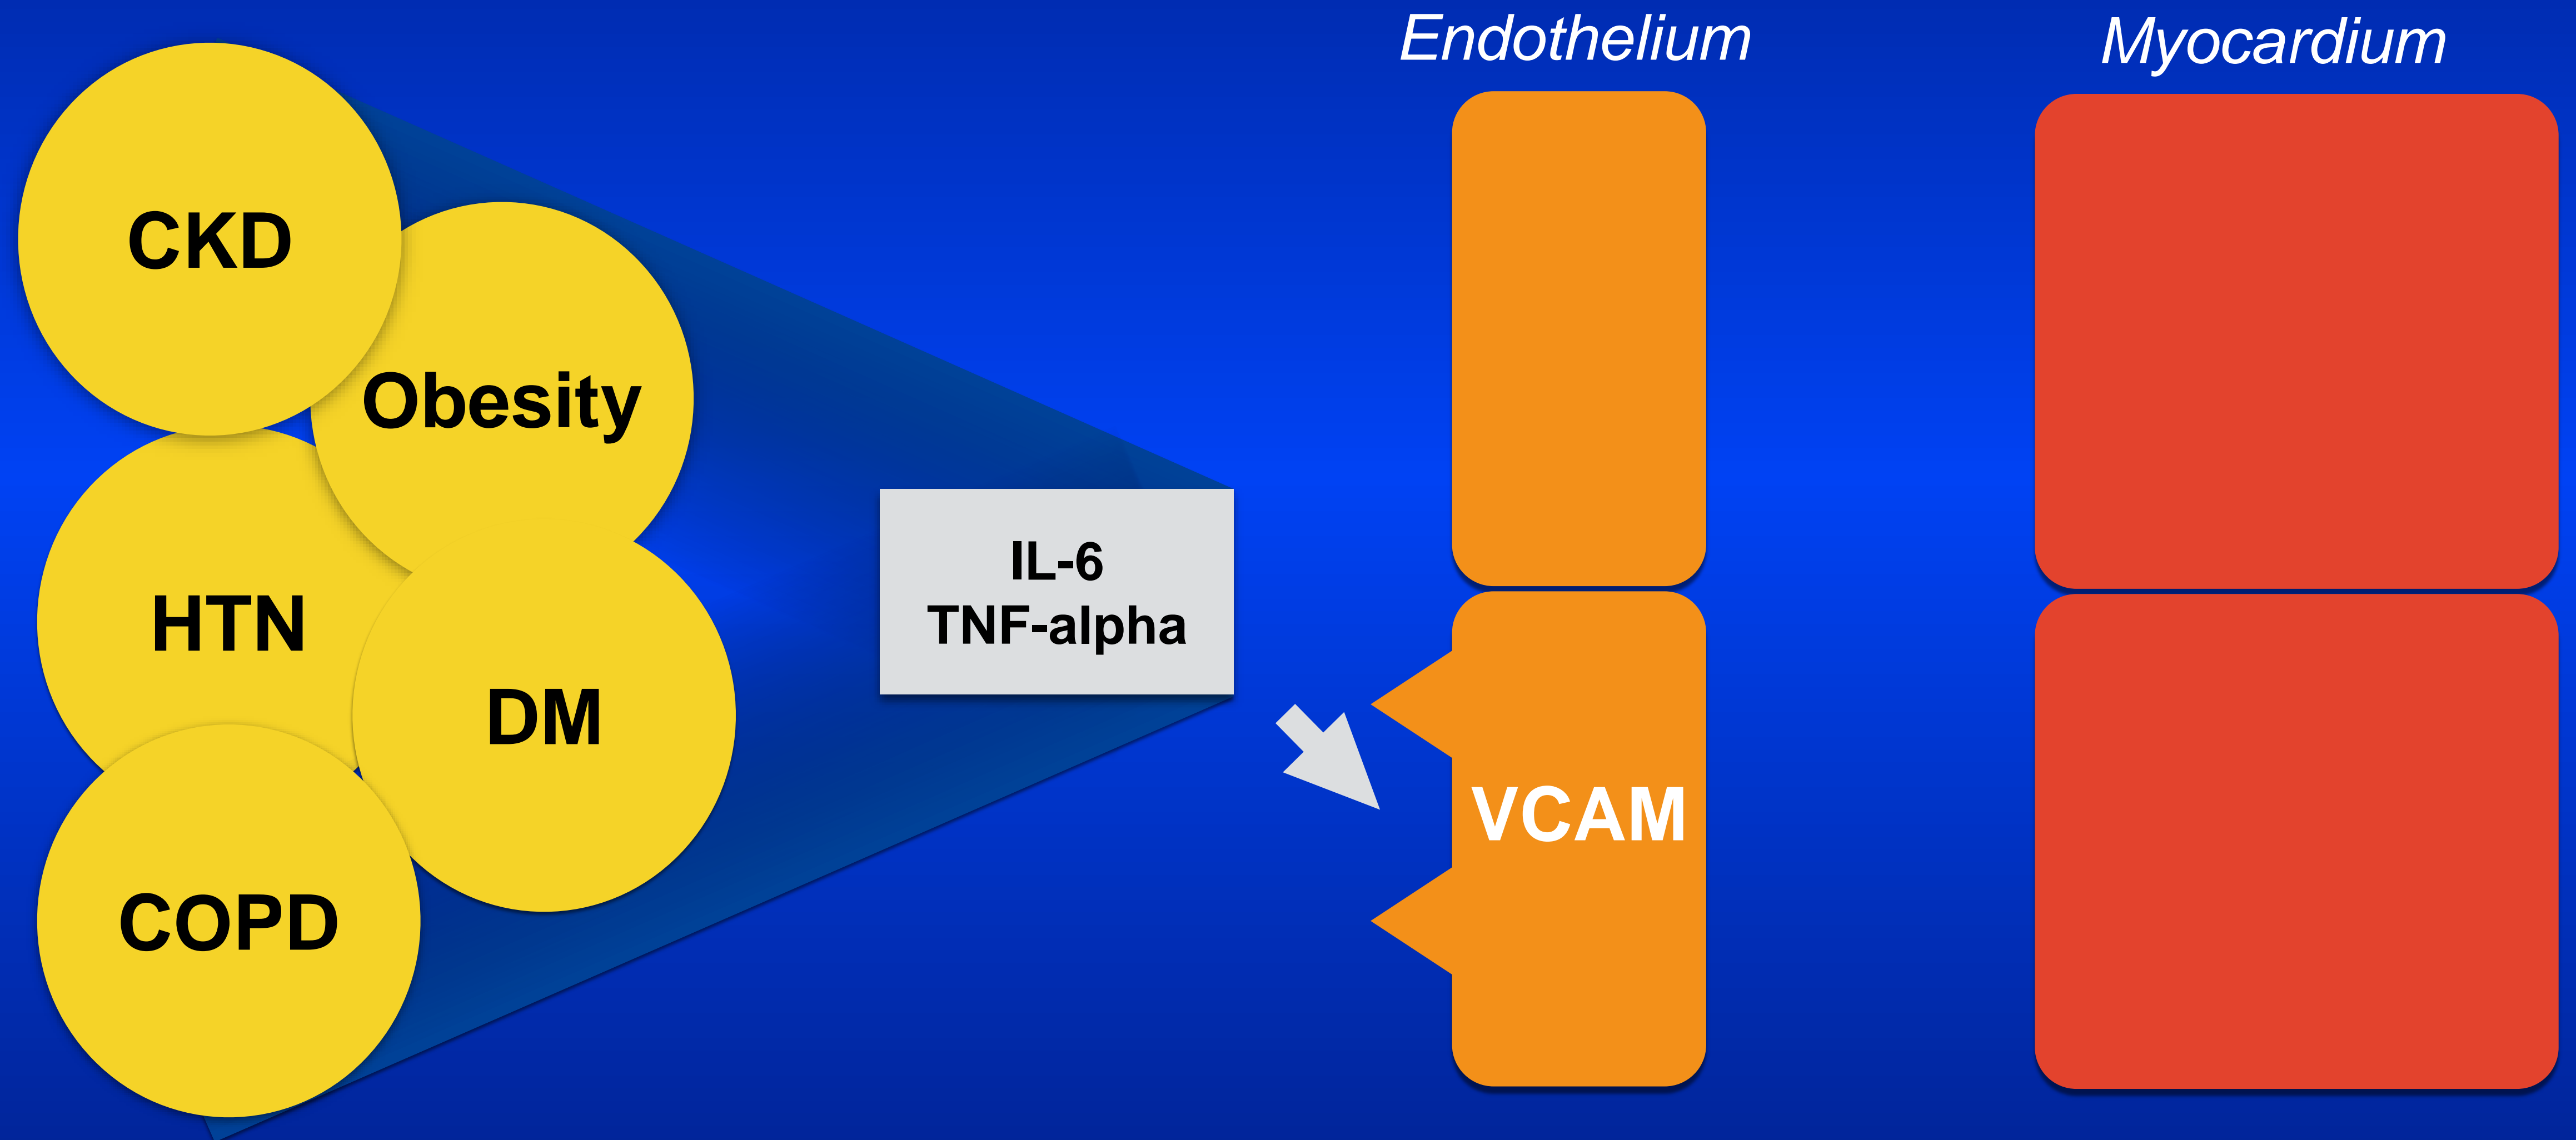 Endothelium
Myocardium
CKD
Obesity
HTN
DM
COPD
IL-6
TNF-alpha
VCAM